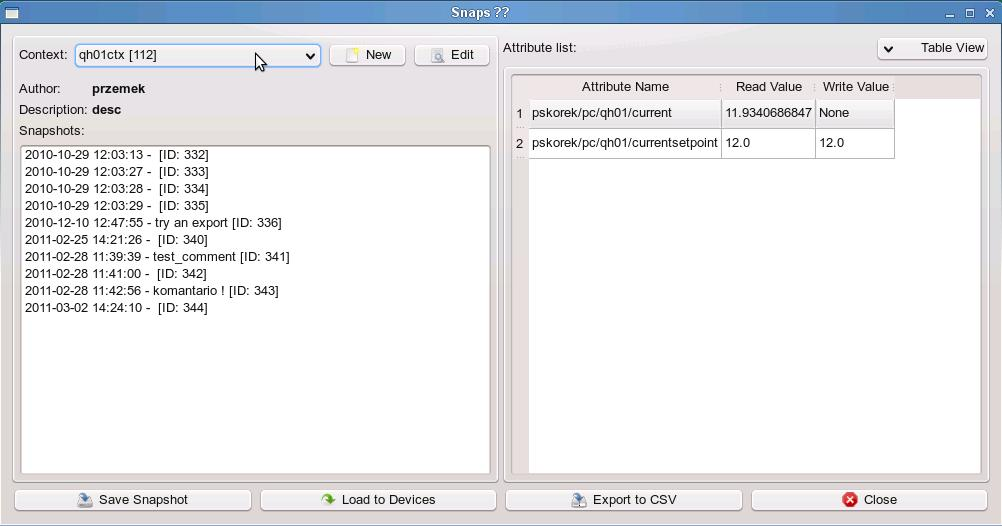 Snaps ??
Context: qh01ctx [112] New Edit
Author: przemek
Description: desc
Snapshots:
2010-10-29 12:03:13 - [ID: 332]
2010-10-29 12:03:27 - [ID: 333]
2010-10-29 12:03:28 - [ID: 334]
2010-10-29 12:03:29 - [ID: 335]
2010-12-10 12:47:55 - try an export [ID: 336]
2011-02-25 14:21:26 - [ID: 340]
2011-02-28 11:39:39 - test_comment [ID: 341]
2011-02-28 11:41:00 - [ID: 342]
2011-02-28 11:42:56 - komantario ! [ID: 343]
2011-03-02 14:24:10 - [ID: 344]
Attribute list: Table View
Attribute Name Read Value Write Value
1 pskorek/pc/qh01/current 11.9340686847 None
2 pskorek/pc/qh01/currentsetpoint 12.0 12.0
Save Snapshot Load to Devices Export to CSV Close